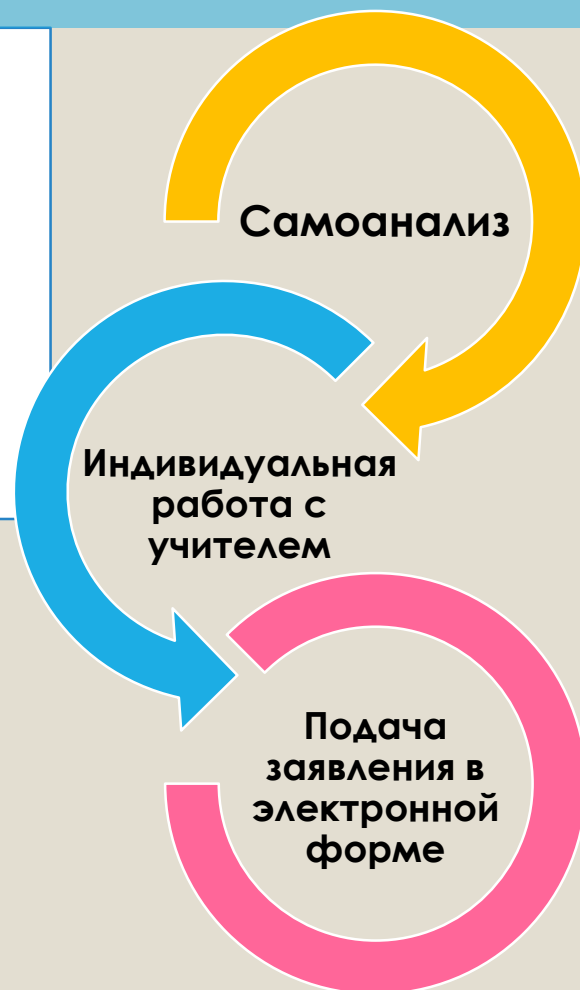 Самоанализ
Индивидуальная
работа с
учителем
Подача
заявления в
электронной
форме